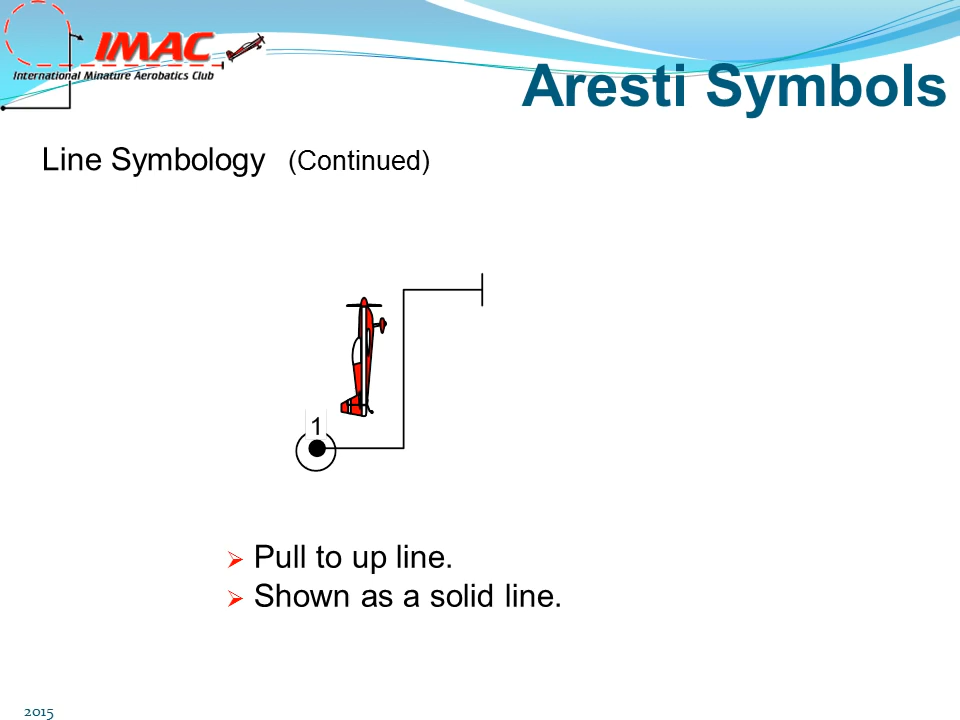 IMAC
International Minature Aerobatics Club
Aresti Symbols
Line Symbology (Continued)
1
Pull to up line.
Shown as a solid line.
2015